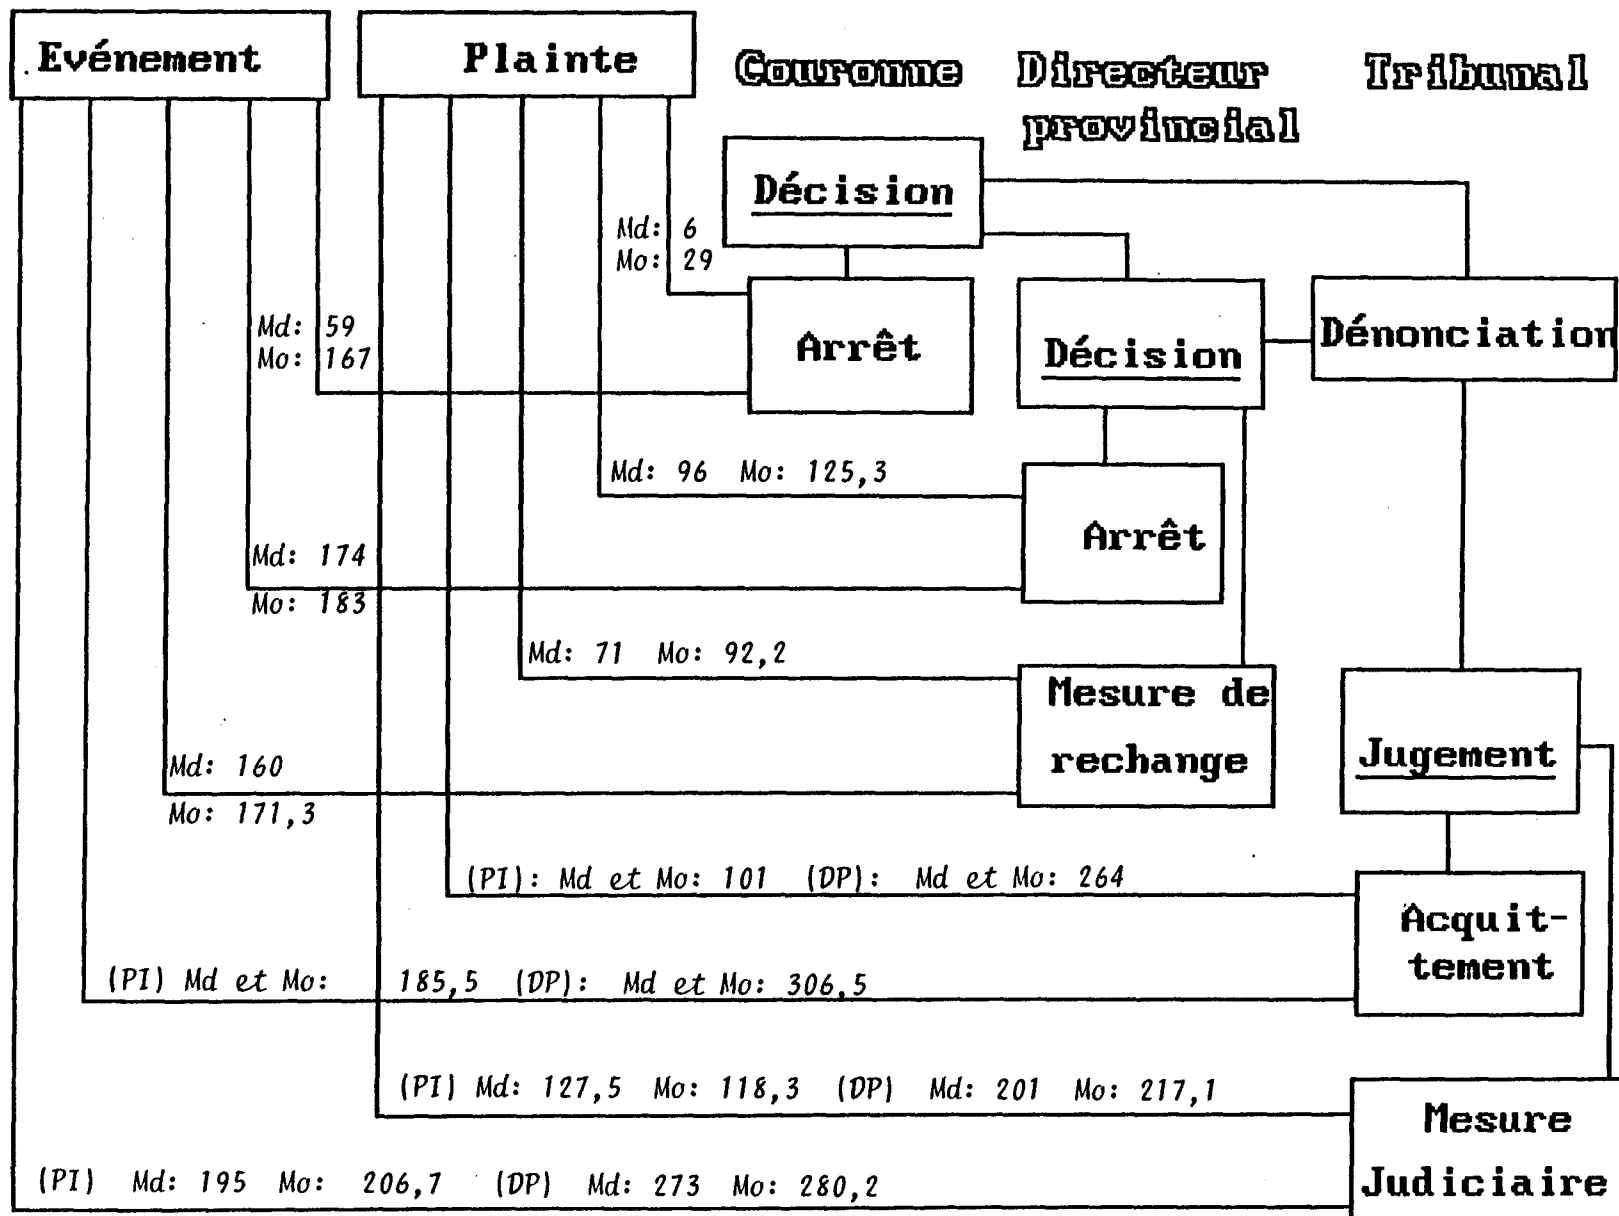 Evénement
Plainte
Couronne
Directeur
provincial
Tribunal
Décision
Md: 6
Mo: 29
Arrêt
Décision
Dénonciation
Md: 59
Mo: 167
Md: 96 Mo: 125,3
Arrêt
Md: 174
Mo: 183
Md: 71 Mo: 92,2
Mesure de
rechange
Jugement
Md: 160
Mo: 171,3
(PI): Md et Mo: 101 (DP): Md et Mo: 264
Acquit-
tement
(PI) Md et Mo: 185,5 (DP): Md et Mo: 306,5
(PI) Md: 127,5 Mo: 118,3 (DP) Md: 201 Mo: 217,1
Mesure
Judiciaire
(PI) Md: 195 Mo: 206,7 (DP) Md: 273 Mo: 280,2